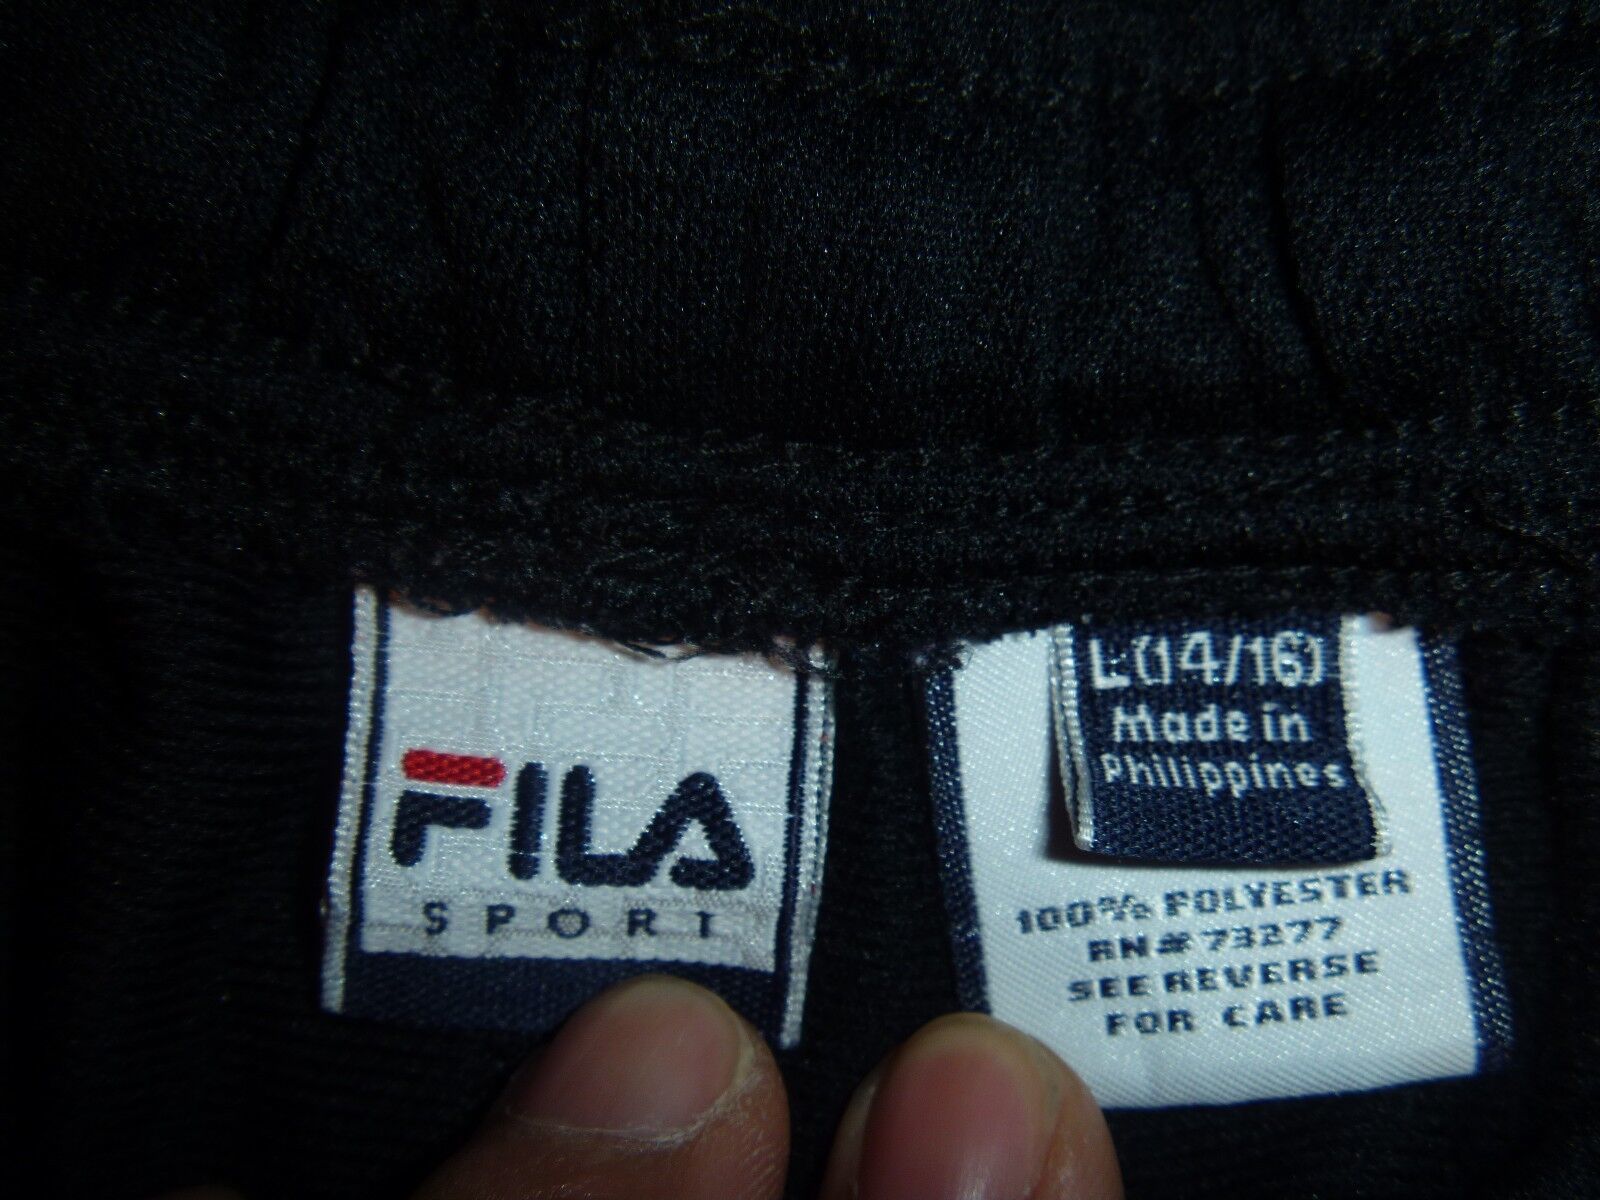 FILA
SPORT
L(14/16)
Made in
Philippines
100% POLYESTER
RN# 73277
SEE REVERSE
FOR CARE